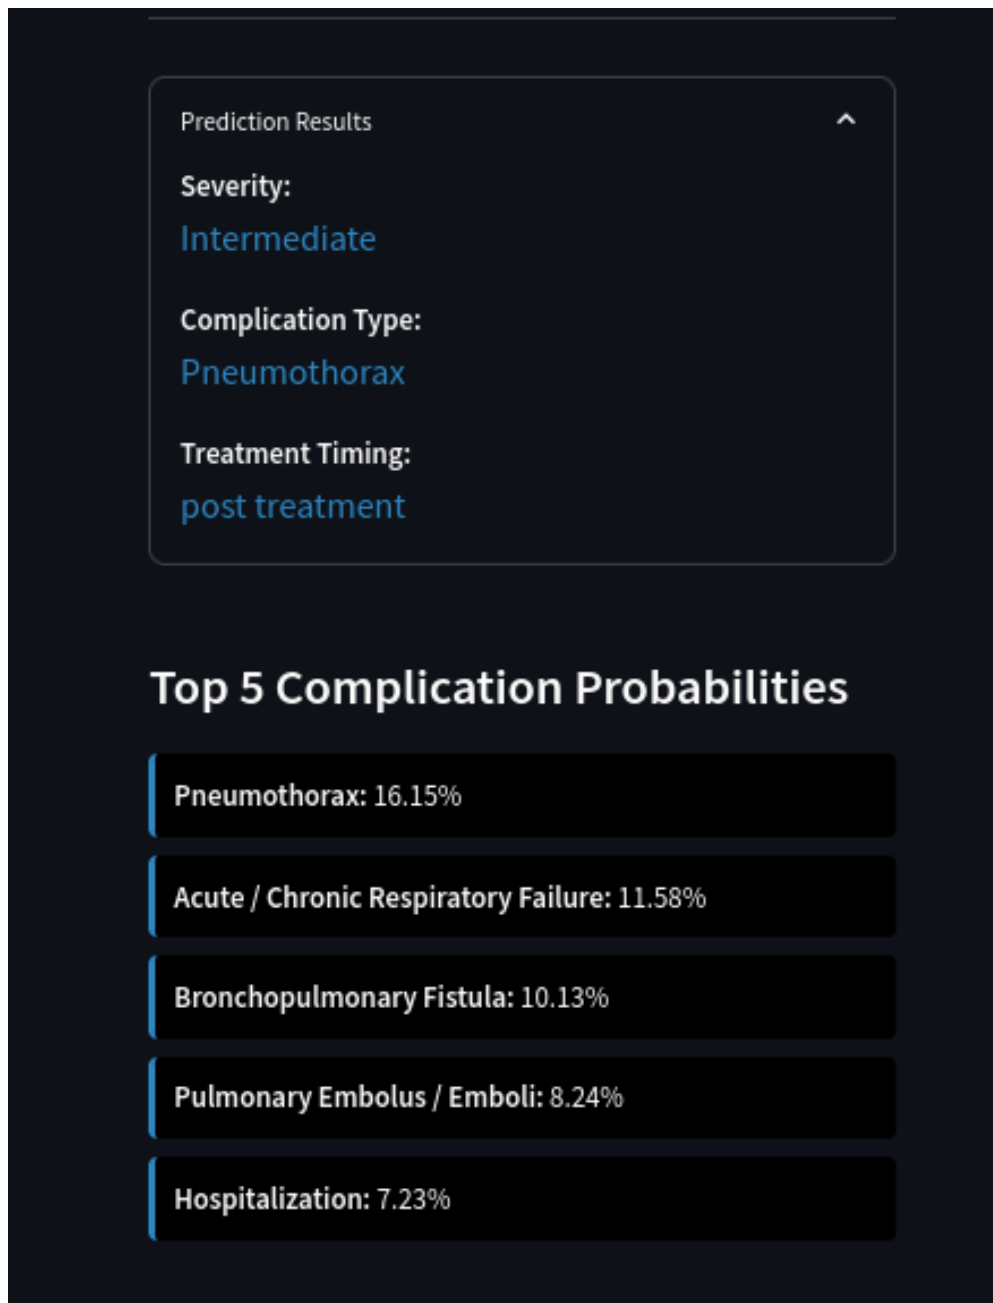 Prediction Results
Severity:
Intermediate
Complication Type:
Pneumothorax
Treatment Timing:
post treatment
Top 5 Complication Probabilities
Pneumothorax: 16.15%
Acute / Chronic Respiratory Failure: 11.58%
Bronchopulmonary Fistula: 10.13%
Pulmonary Embolus / Emboli: 8.24%
Hospitalization: 7.23%